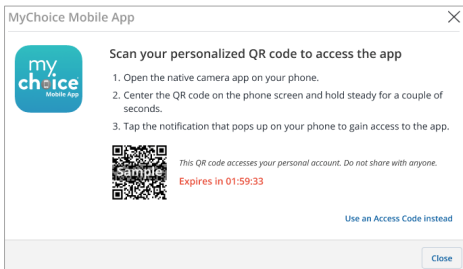 MyChoice Mobile App
my
choice
Mobile App
Scan your personalized QR code to access the app
1. Open the native camera app on your phone.
2. Center the QR code on the phone screen and hold steady for a couple of
seconds.
3. Tap the notification that pops up on your phone to gain access to the app.
Sample
This QR code accesses your personal account. Do not share with anyone.
Expires in 01:59:33
Use an Access Code instead
Close